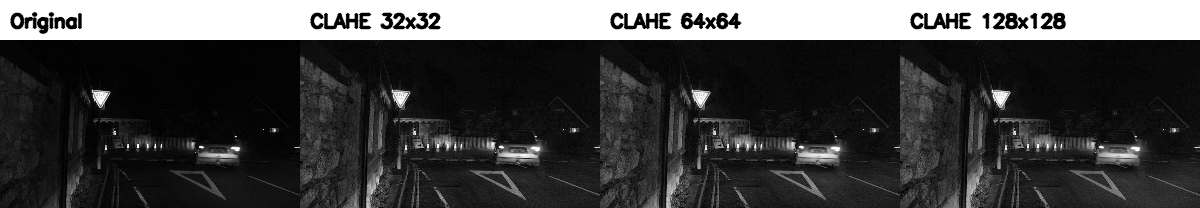 Original
CLAHE 32x32
CLAHE 64x64
CLAHE 128x128